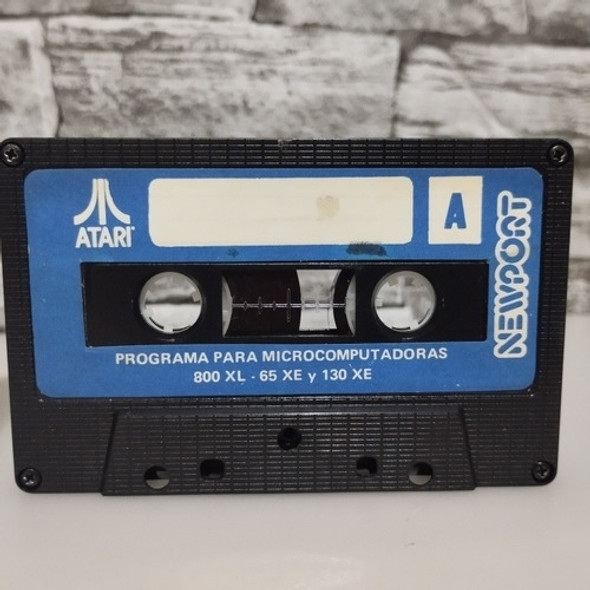 ATARI
A
NEWPORT
PROGRAMA PARA MICROCOMPUTADORAS
800 XL - 65 XE y 130 XE